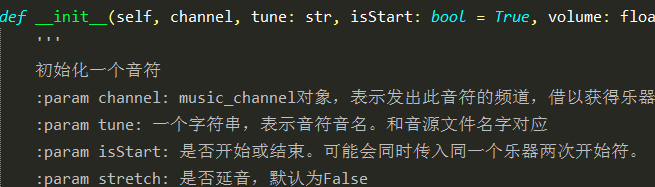 def __init__(self, channel, tune: str, isStart: bool = True, volume: floa
'''
初始化一个音符
:param channel: music_channel对象，表示发出此音符的频道，借以获得乐器
:param tune: 一个字符串，表示音符音名。和音源文件名字对应
:param isStart: 是否开始或结束。可能会同时传入同一个乐器两次开始符。
:param stretch: 是否延音，默认为False